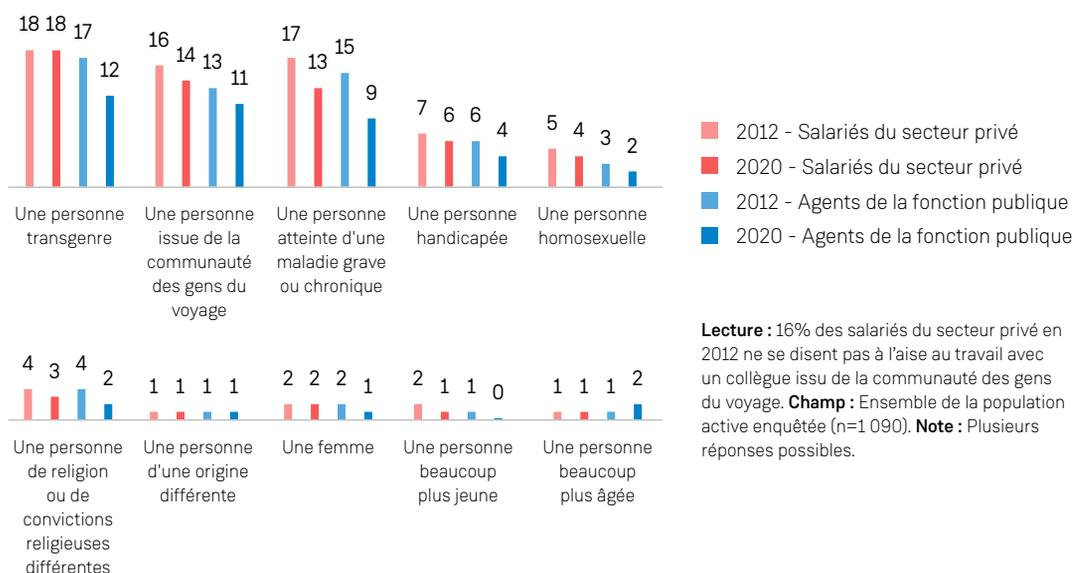 18 18 17 12
16 14 13 11
17 13 15 9
7 6 6 4
5 4 3 2
Une personne
transgenre
Une personne
issue de la
communauté
des gens du
voyage
Une personne
atteinte d'une
maladie grave
ou chronique
Une personne
handicapée
Une personne
homosexuelle
4 3 4 2
1 1 1 1
2 2 2 1
2 1 1 0
1 1 1 2
Une personne
de religion
ou de
convictions
religieuses
différentes
Une personne
d'une origine
différente
Une femme
Une personne
beaucoup
plus jeune
Une personne
beaucoup
plus âgée
2012 - Salariés du secteur privé
2020 - Salariés du secteur privé
2012 - Agents de la fonction publique
2020 - Agents de la fonction publique
Lecture : 16% des salariés du secteur privé en
2012 ne se disent pas à l'aise au travail avec
un collègue issu de la communauté des gens
du voyage. Champ : Ensemble de la population
active enquêtée (n=1 090). Note : Plusieurs
réponses possibles.